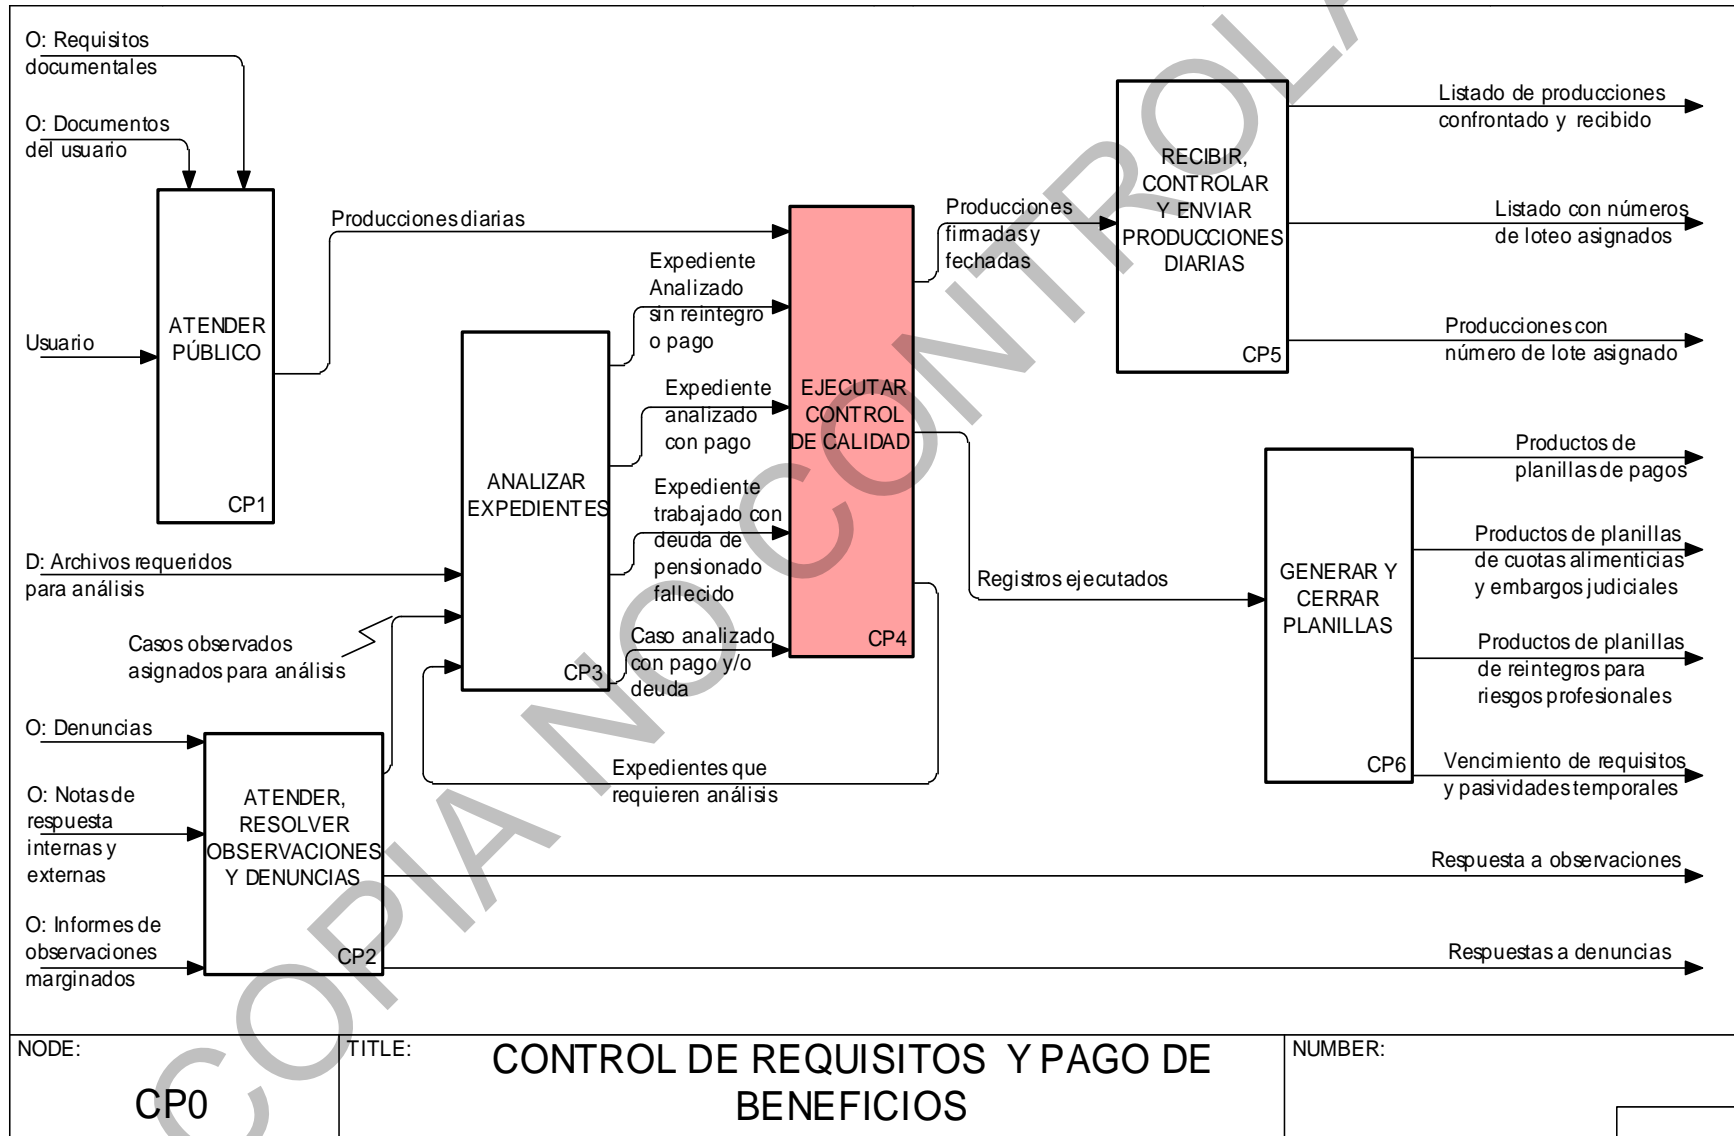 O: Requisitos
documentales
O: Documentos
del usuario
Usuario
ATENDER
PÚBLICO
CP1
Producciones diarias
D: Archivos requeridos
para análisis
Casos observados
asignados para análisis
O: Denuncias
O: Notas de
respuesta
internas y
externas
O: Informes de
observaciones
marginados
ATENDER,
RESOLVER
OBSERVACIONES
Y DENUNCIAS
CP2
ANALIZAR
EXPEDIENTES
CP3
Expediente
Analizado
sin reintegro
o pago
Expediente
analizado
con pago
Expediente
trabajado con
deuda de
pensionado
fallecido
Caso analizado
con pago y/o
deuda
Expedientes que
requieren análisis
EJECUTAR
CONTROL
DE CALIDAD
CP4
Producciones
firmadas y
fechadas
Registros ejecutados
RECIBIR,
CONTROLAR
Y ENVIAR
PRODUCCIONES
DIARIAS
CP5
Listado de producciones
confrontado y recibido
Listado con números
de loteo asignados
Producciones con
número de lote asignado
GENERAR Y
CERRAR
PLANILLAS
CP6
Productos de
planillas de pagos
Productos de planillas
de cuotas alimenticias
y embargos judiciales
Productos de planillas
de reintegros para
riesgos profesionales
Vencimiento de requisitos
y pasividades temporales
Respuesta a observaciones
Respuestas a denuncias
COPIA NO CONTROLA
NODE:
CP0
TITLE:
CONTROL DE REQUISITOS Y PAGO DE
BENEFICIOS
NUMBER: